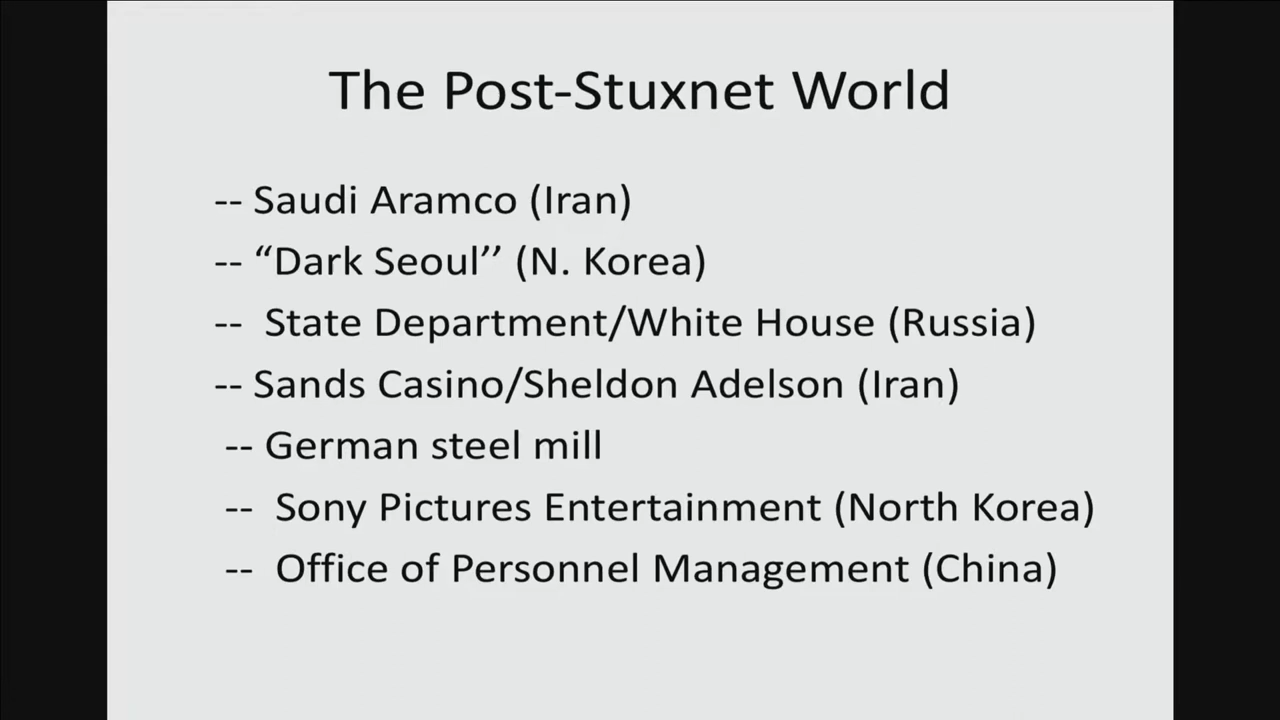 The Post-Stuxnet World
-- Saudi Aramco (Iran)
-- “Dark Seoul’’ (N. Korea)
-- State Department/White House (Russia)
-- Sands Casino/Sheldon Adelson (Iran)
-- German steel mill
-- Sony Pictures Entertainment (North Korea)
-- Office of Personnel Management (China)